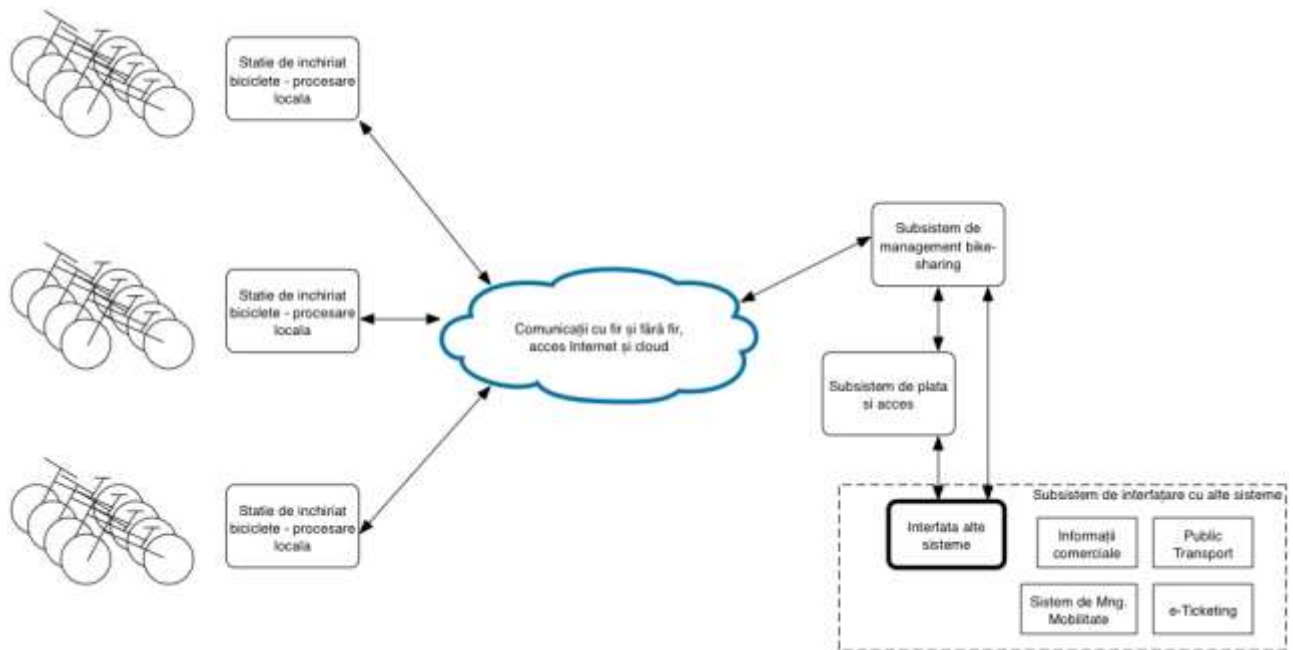 Statie de inchiriat
biciclete - procesare
locala
Statie de inchiriat
biciclete - procesare
locala
Statie de inchiriat
biciclete - procesare
locala
Comunicații cu fir și fără fir,
acces Internet și cloud
Subsistem de
management bike-
sharing
Subsistem de plata
si acces
Subsistem de interfațare cu alte sisteme
Interfata alte
sisteme
Informații
comerciale
Public
Transport
Sistem de Mng.
Mobilitate
e-Ticketing